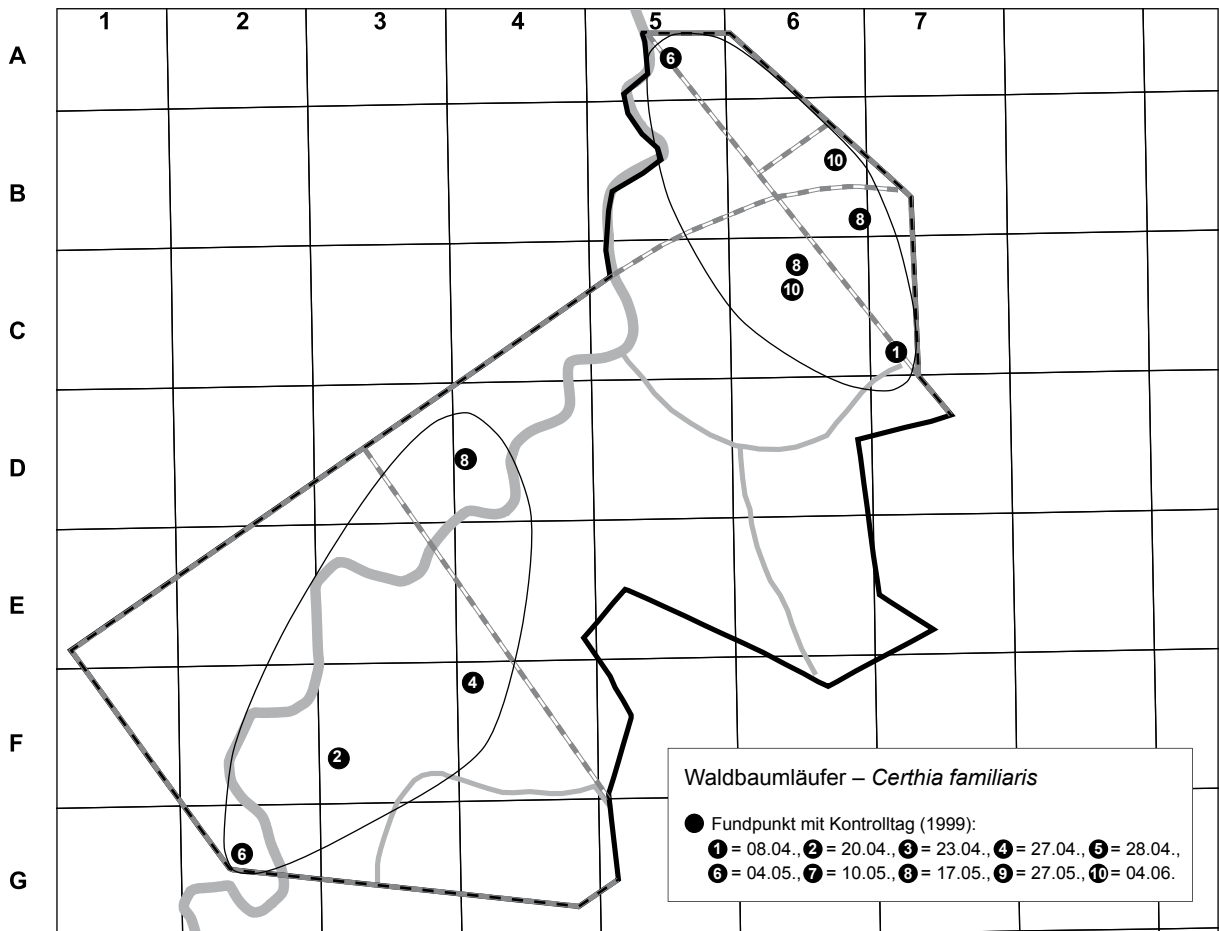 1 2 3 4 5 6 7
A
6
10
B
8
8
10
C
1
D
8
E
4
F
2
6
G
Waldbaumläufer – Certhia familiaris
Fundpunkt mit Kontrolltag (1999):
1 = 08.04., 2 = 20.04., 3 = 23.04., 4 = 27.04., 5 = 28.04.,
6 = 04.05., 7 = 10.05., 8 = 17.05., 9 = 27.05., 10 = 04.06.